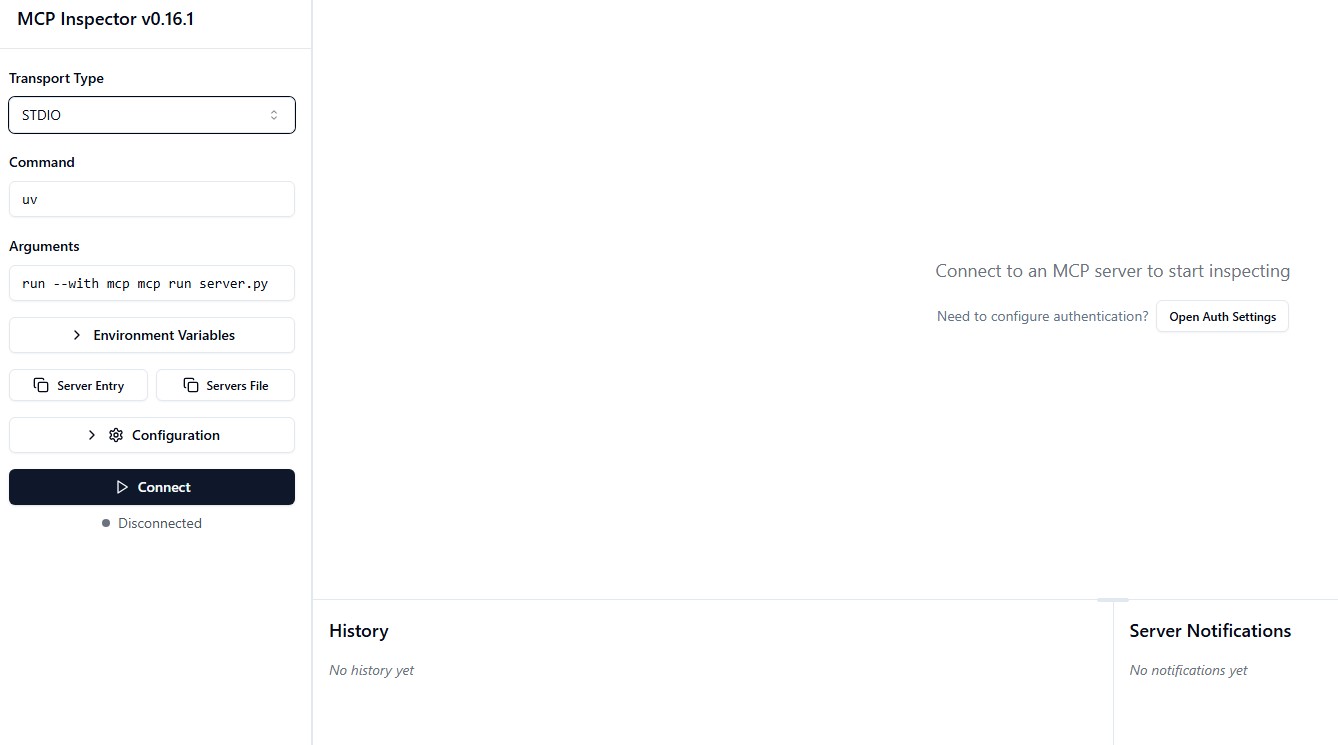 MCP Inspector v0.16.1
Transport Type
STDIO
Command
uv
Arguments
run --with mcp mcp run server.py
Environment Variables
Server Entry
Servers File
Configuration
Connect
Disconnected
Connect to an MCP server to start inspecting
Need to configure authentication? Open Auth Settings
History
No history yet
Server Notifications
No notifications yet